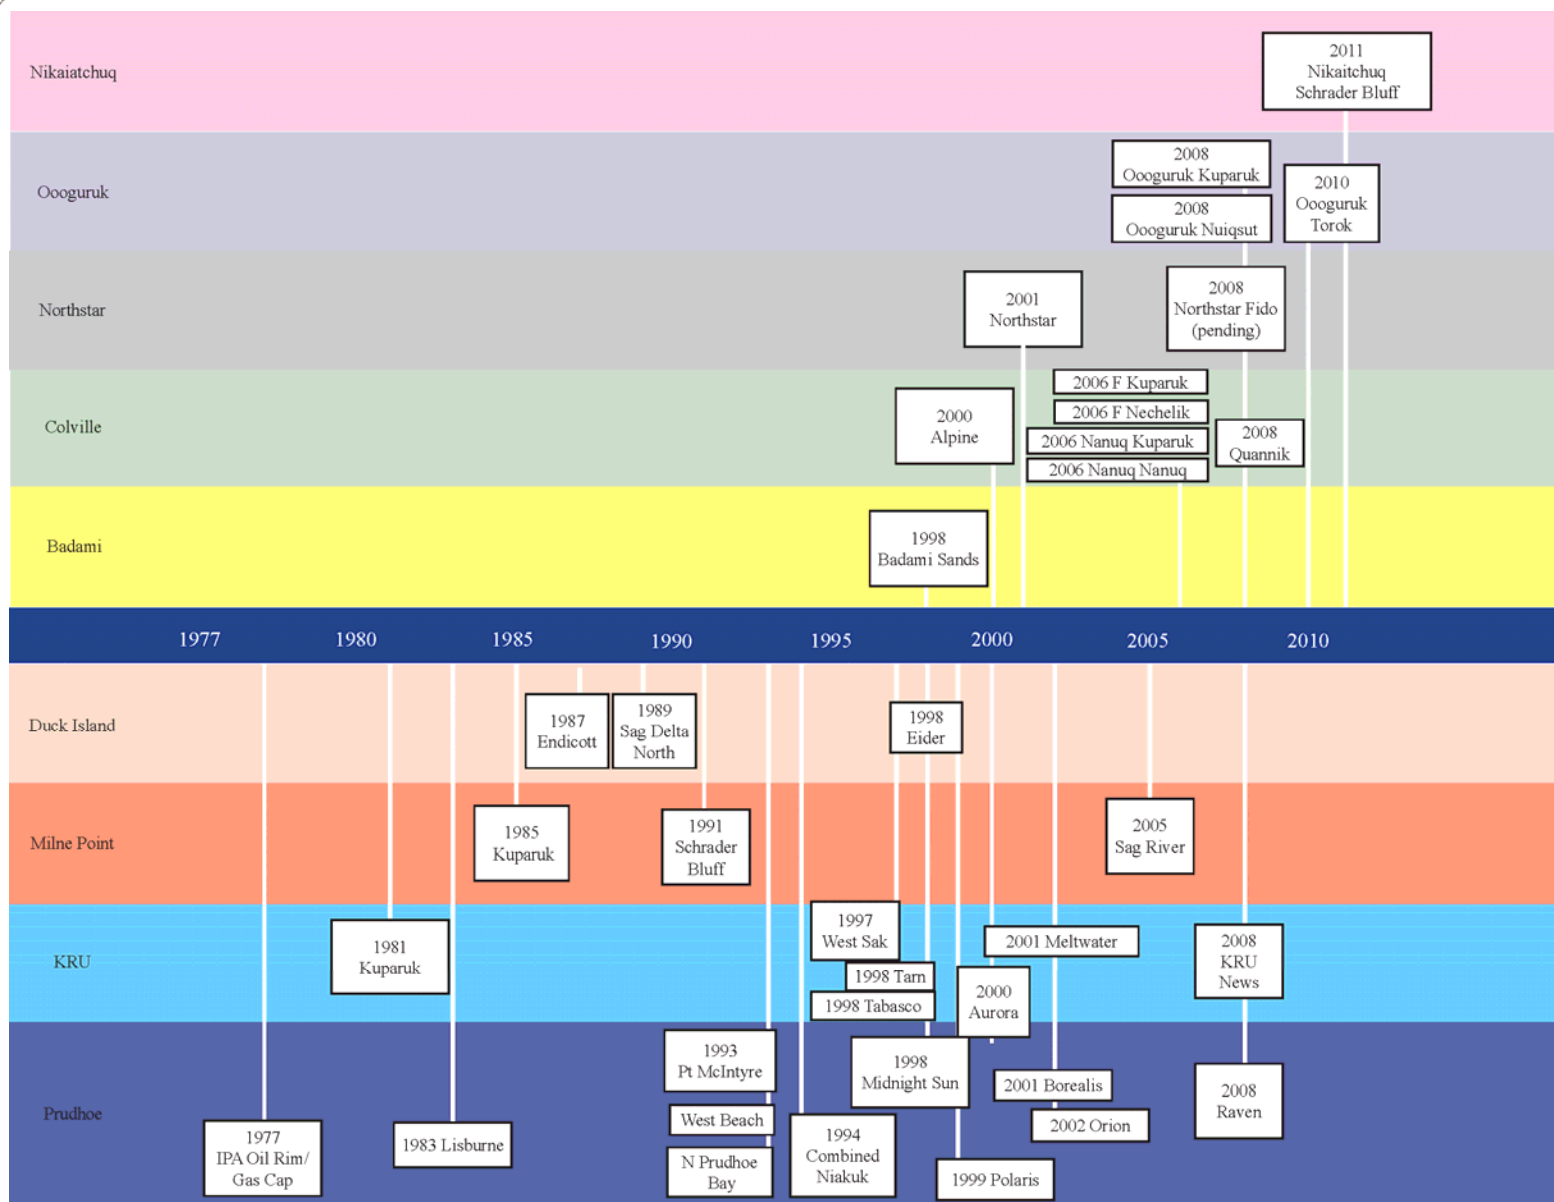 Nikaiatchuq
2011
Nikaitchuq
Schrader Bluff
Oooguruk
2008
Oooguruk Kuparuk
2008
Oooguruk Nuiqsut
2010
Oooguruk
Torok
Northstar
2001
Northstar
2008
Northstar Fido
(pending)
Colville
2000
Alpine
2006 F Kuparuk
2006 F Nechelik
2006 Nanuq Kuparuk
2006 Nanuq Nanuq
2008
Quannik
Badami
1998
Badami Sands
1977 1980 1985 1990 1995 2000 2005 2010
Duck Island
1987
Endicott
1989
Sag Delta
North
1998
Eider
Milne Point
1985
Kuparuk
1991
Schrader
Bluff
2005
Sag River
KRU
1981
Kuparuk
1997
West Sak
1998 Tarn
1998 Tabasco
2000
Aurora
2001 Meltwater
2008
KRU
News
Prudhoe
1977
IPA Oil Rim/
Gas Cap
1983 Lisburne
1993
Pt McIntyre
West Beach
N Prudhoe
Bay
1994
Combined
Niakuk
1998
Midnight Sun
1999 Polaris
2001 Borealis
2002 Orion
2008
Raven